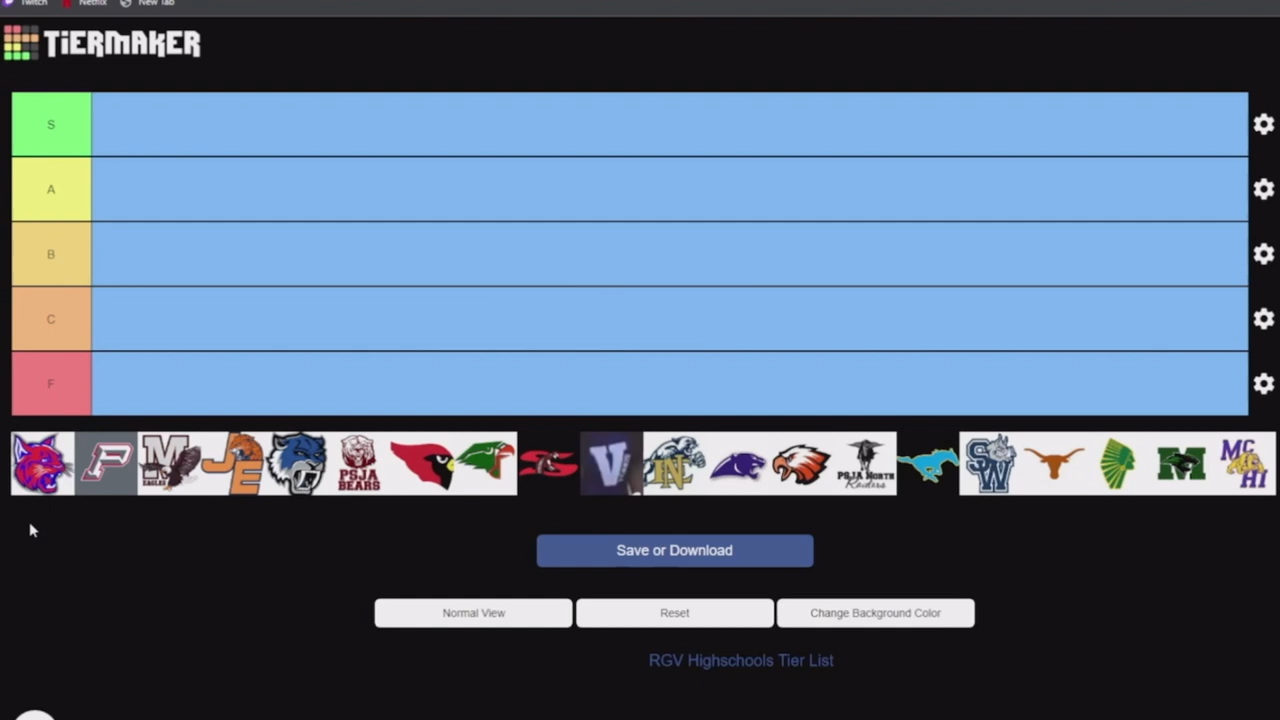 Twitch
Netflix
New Tab
TiERMAKER
S
A
B
C
F
P
M
EAGLES
JE
PSJA
BEARS
S
V
N
PSJA NORTH
Raiders
SW
M
MC
HI
Save or Download
Normal View
Reset
Change Background Color
RGV Highschools Tier List